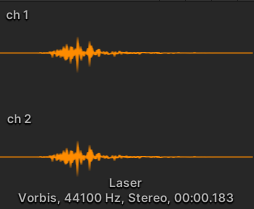 ch 1
ch 2
Laser
Vorbis, 44100 Hz, Stereo, 00:00.183